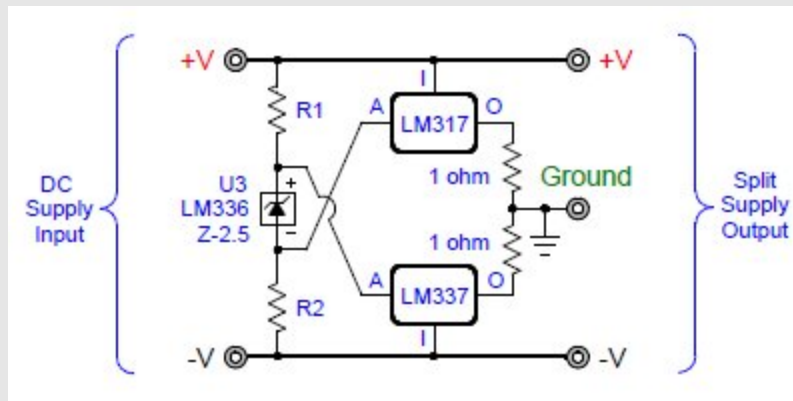 +V
+V
I
A
O
LM317
R1
1 ohm
Ground
DC
Supply
Input
U3
LM336
Z-2.5
+
−
Split
Supply
Output
1 ohm
A
O
LM337
R2
I
-V
-V